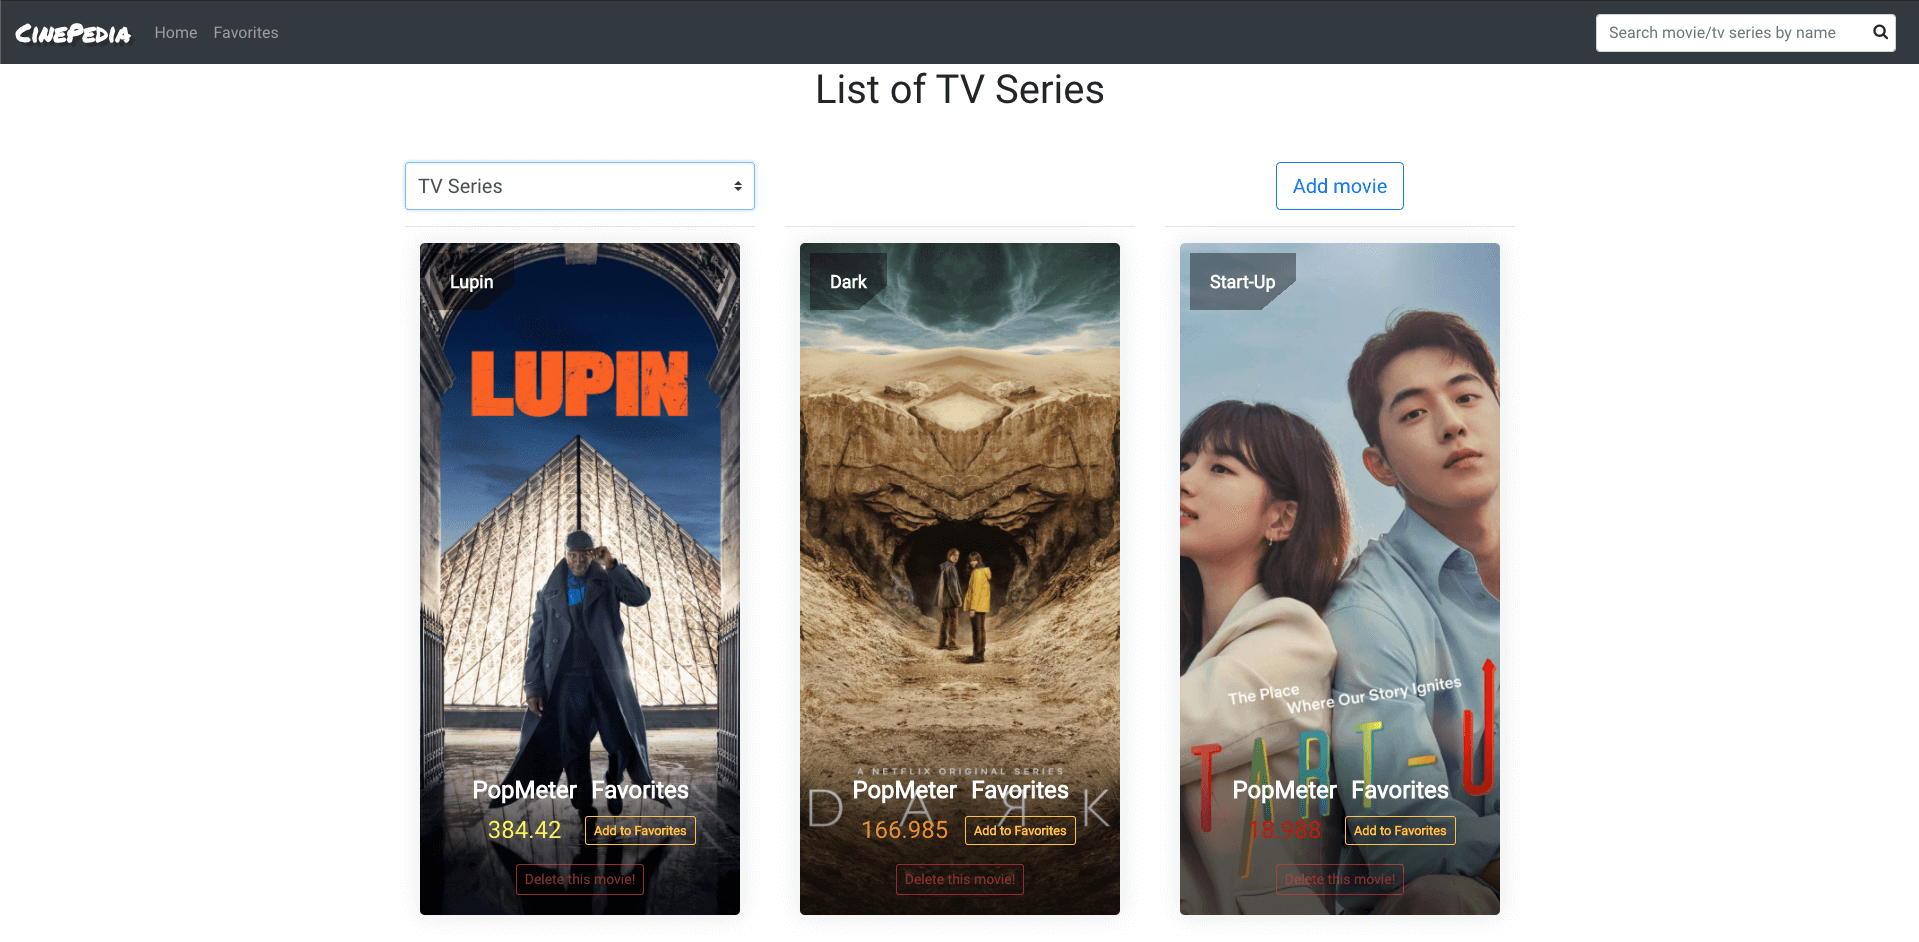 CinePedia Home Favorites Search movie/tv series by name
List of TV Series
TV Series Add movie
Lupin
LUPIN
PopMeter Favorites
384.42 Add to Favorites
Delete this movie!
Dark
A NETFLIX ORIGINAL SERIES
DARK
PopMeter Favorites
166.985 Add to Favorites
Delete this movie!
Start-Up
The Place
Where Our Story Ignites
TART-U
PopMeter Favorites
18.988 Add to Favorites
Delete this movie!